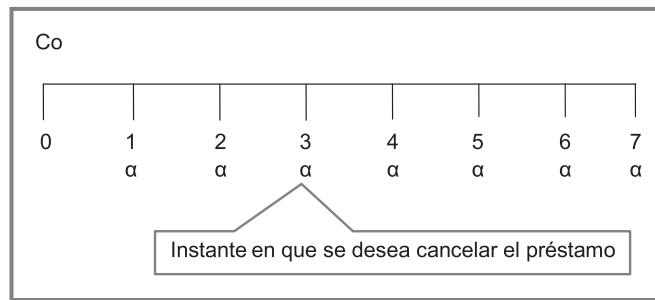 Co
0 1 2 3 4 5 6 7
α α α α α α α
Instante en que se desea cancelar el préstamo